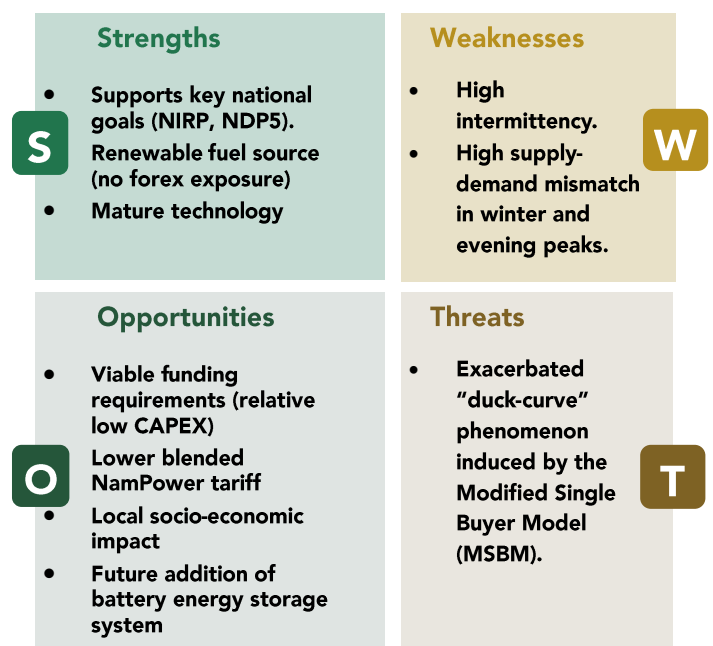 Strengths
• Supports key national
goals (NIRP, NDP5).
Renewable fuel source
(no forex exposure)
• Mature technology
S
Weaknesses
• High
intermittency.
• High supply-
demand mismatch
in winter and
evening peaks.
W
Opportunities
• Viable funding
requirements (relative
low CAPEX)
Lower blended
NamPower tariff
• Local socio-economic
impact
• Future addition of
battery energy storage
system
O
Threats
• Exacerbated
“duck-curve”
phenomenon
induced by the
Modified Single
Buyer Model
(MSBM).
T